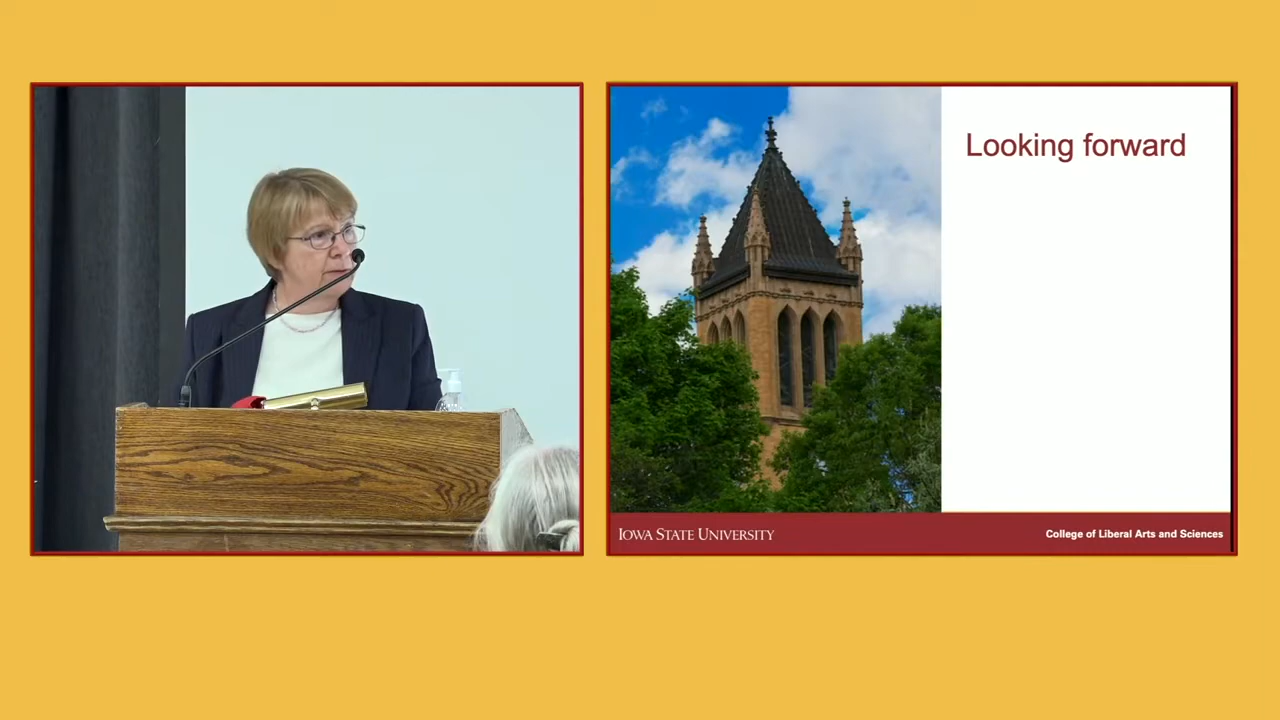 Looking forward
IOWA STATE UNIVERSITY
College of Liberal Arts and Sciences